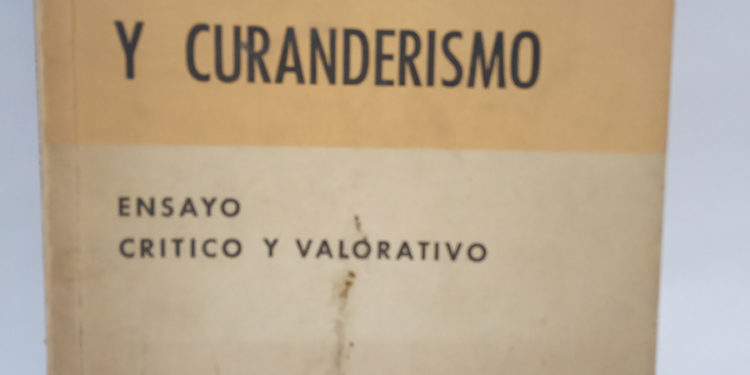 Y CURANDERISMO
ENSAYO
CRITICO Y VALORATIVO